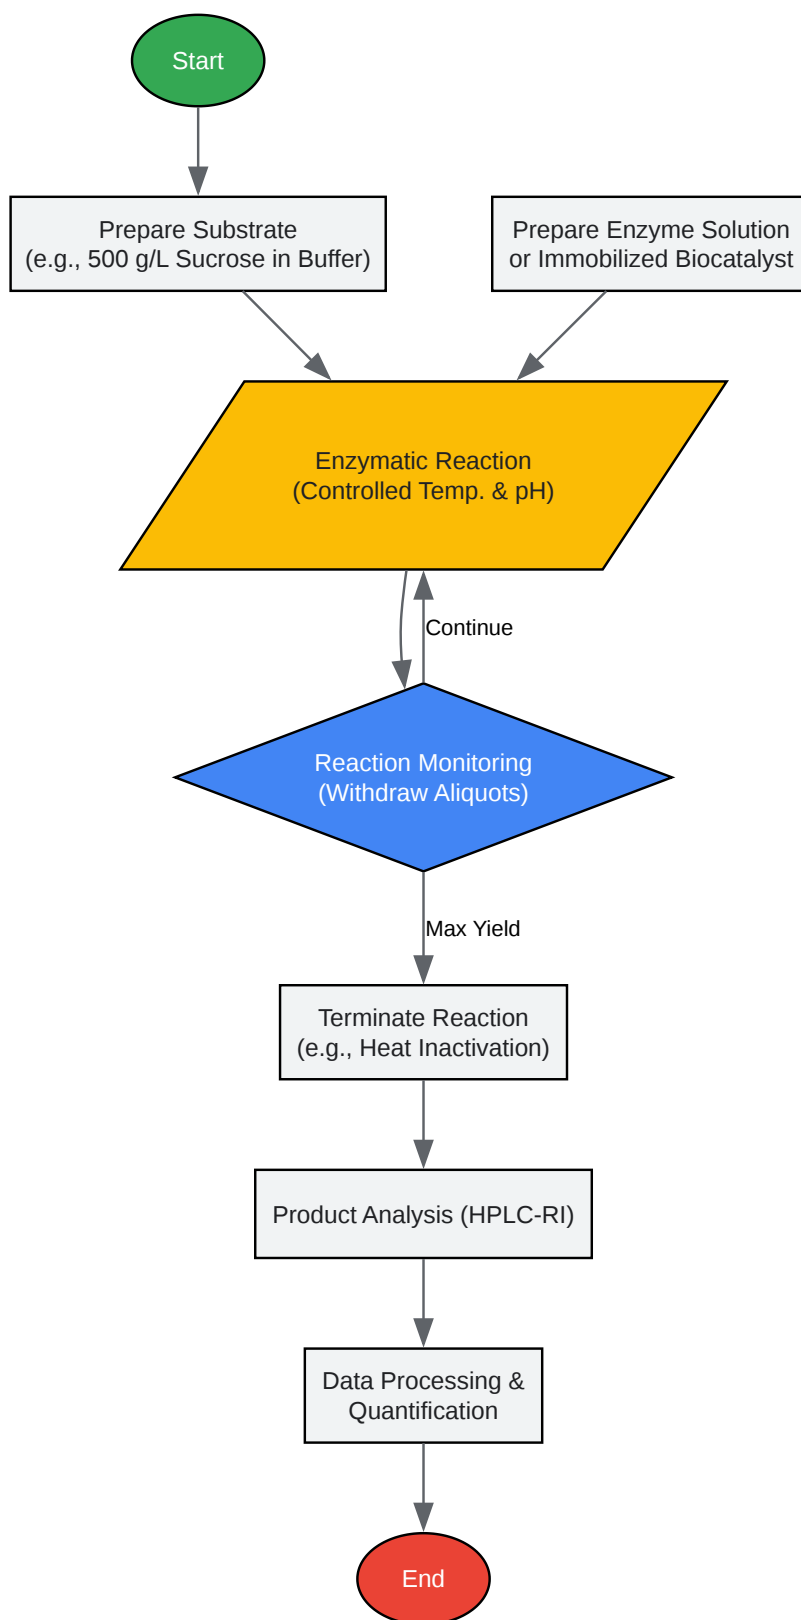 Start
Prepare Substrate
(e.g., 500 g/L Sucrose in Buffer)
Prepare Enzyme Solution
or Immobilized Biocatalyst
Enzymatic Reaction
(Controlled Temp. & pH)
Continue
Reaction Monitoring
(Withdraw Aliquots)
Max Yield
Terminate Reaction
(e.g., Heat Inactivation)
Product Analysis (HPLC-RI)
Data Processing &
Quantification
End